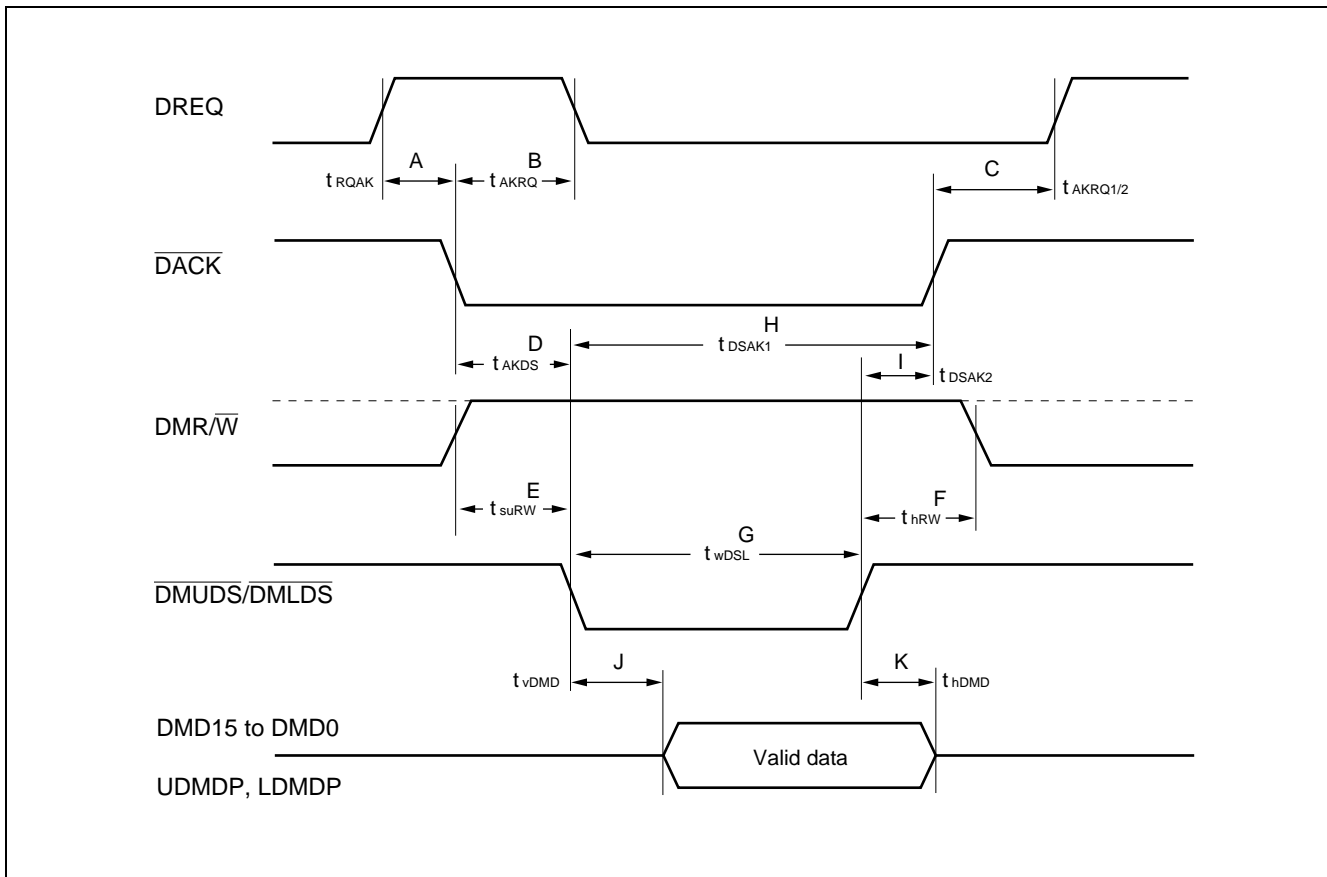 DREQ
A
B
C
t RQAK
t AKRQ
t AKRQ1/2
DACK
D
t AKDS
H
t DSAK1
I
t DSAK2
DMR/W
E
t suRW
F
t hRW
G
t wDSL
DMUDS/DMLDS
J
t vDMD
K
t hDMD
DMD15 to DMD0
Valid data
UDMDP, LDMDP